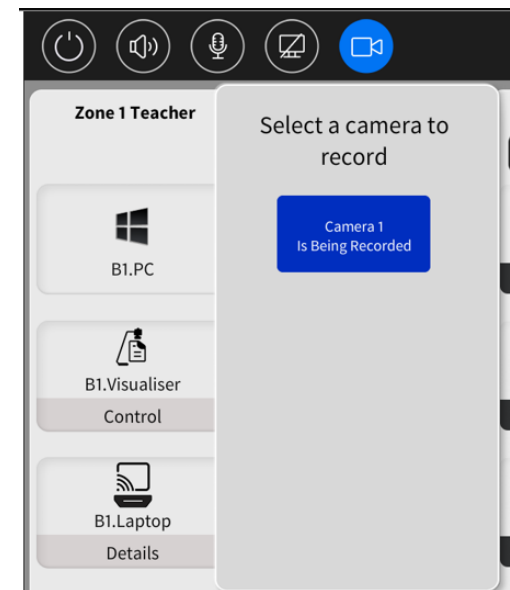 Zone 1 Teacher
Select a camera to
record
Camera 1
Is Being Recorded
B1.PC
B1.Visualiser
Control
B1.Laptop
Details